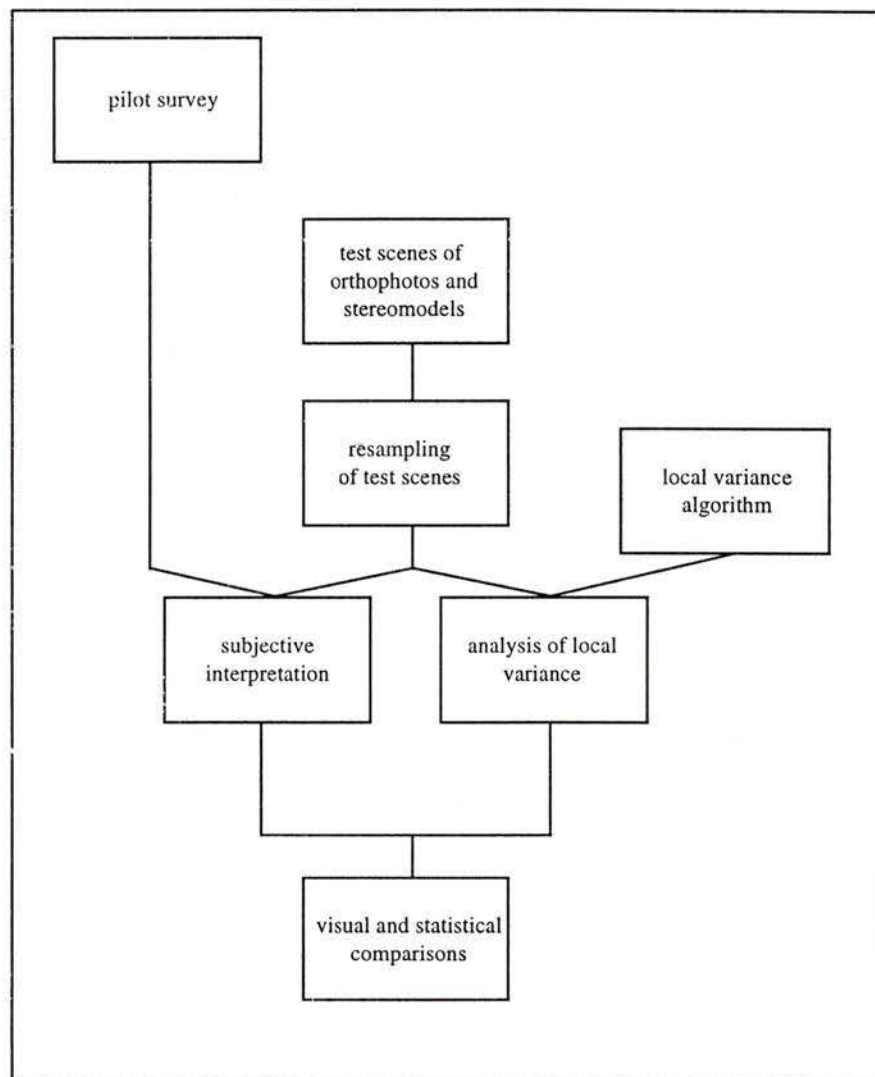 pilot survey
test scenes of
orthophotos and
stereomodels
resampling
of test scenes
local variance
algorithm
subjective
interpretation
analysis of local
variance
visual and statistical
comparisons